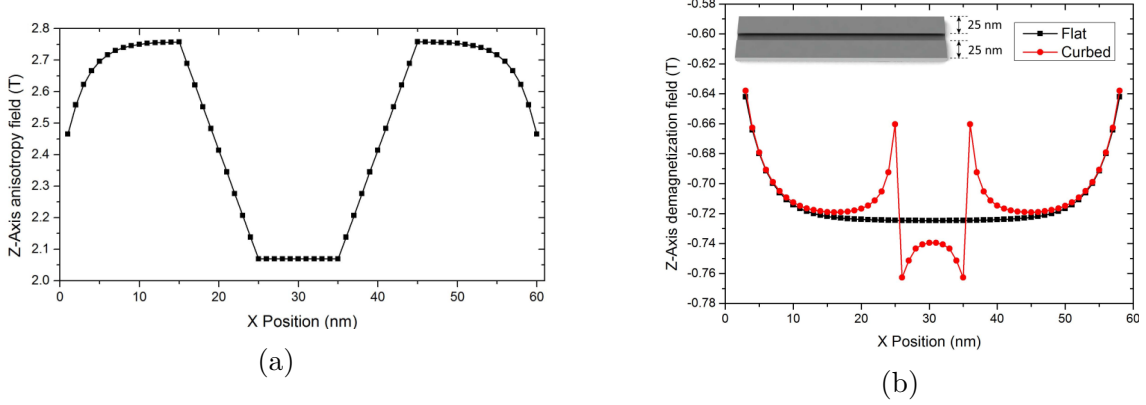 2.8
2.7
2.6
2.5
2.4
2.3
2.2
2.1
2.0
Z-Axis anisotropy field (T)
0 10 20 30 40 50 60
X Position (nm)
(a)
-0.58
-0.60
-0.62
-0.64
-0.66
-0.68
-0.70
-0.72
-0.74
-0.76
-0.78
Z-Axis demagnetization field (T)
25 nm
25 nm
Flat
Curbed
0 10 20 30 40 50 60
X Position (nm)
(b)